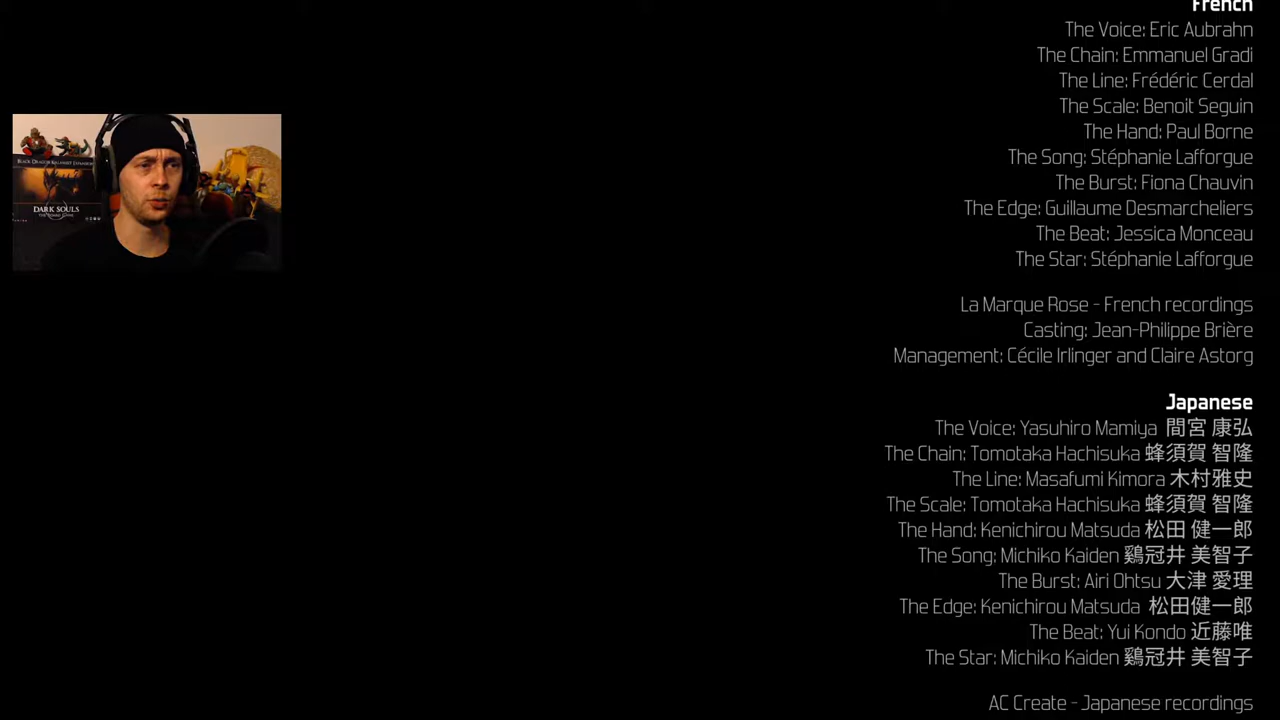 French
The Voice: Eric Aubrahn
The Chain: Emmanuel Gradi
The Line: Frédéric Cerdal
The Scale: Benoit Seguin
The Hand: Paul Borne
The Song: Stéphanie Lafforgue
The Burst: Fiona Chauvin
The Edge: Guillaume Desmarcheliers
The Beat: Jessica Monceau
The Star: Stéphanie Lafforgue
La Marque Rose - French recordings
Casting: Jean-Philippe Brière
Management: Cécile Irlinger and Claire Astorg
Japanese
The Voice: Yasuhiro Mamiya 間宮 康弘
The Chain: Tomotaka Hachisuka 蜂須賀 智隆
The Line: Masafumi Kimora 木村雅史
The Scale: Tomotaka Hachisuka 蜂須賀 智隆
The Hand: Kenichirou Matsuda 松田 健一郎
The Song: Michiko Kaiden 鶏冠井 美智子
The Burst: Airi Ohtsu 大津 愛理
The Edge: Kenichirou Matsuda 松田健一郎
The Beat: Yui Kondo 近藤唯
The Star: Michiko Kaiden 鶏冠井 美智子
AC Create - Japanese recordings
BLACK DRAGON KALAMEET
DARK SOULS
THE BOARD GAME